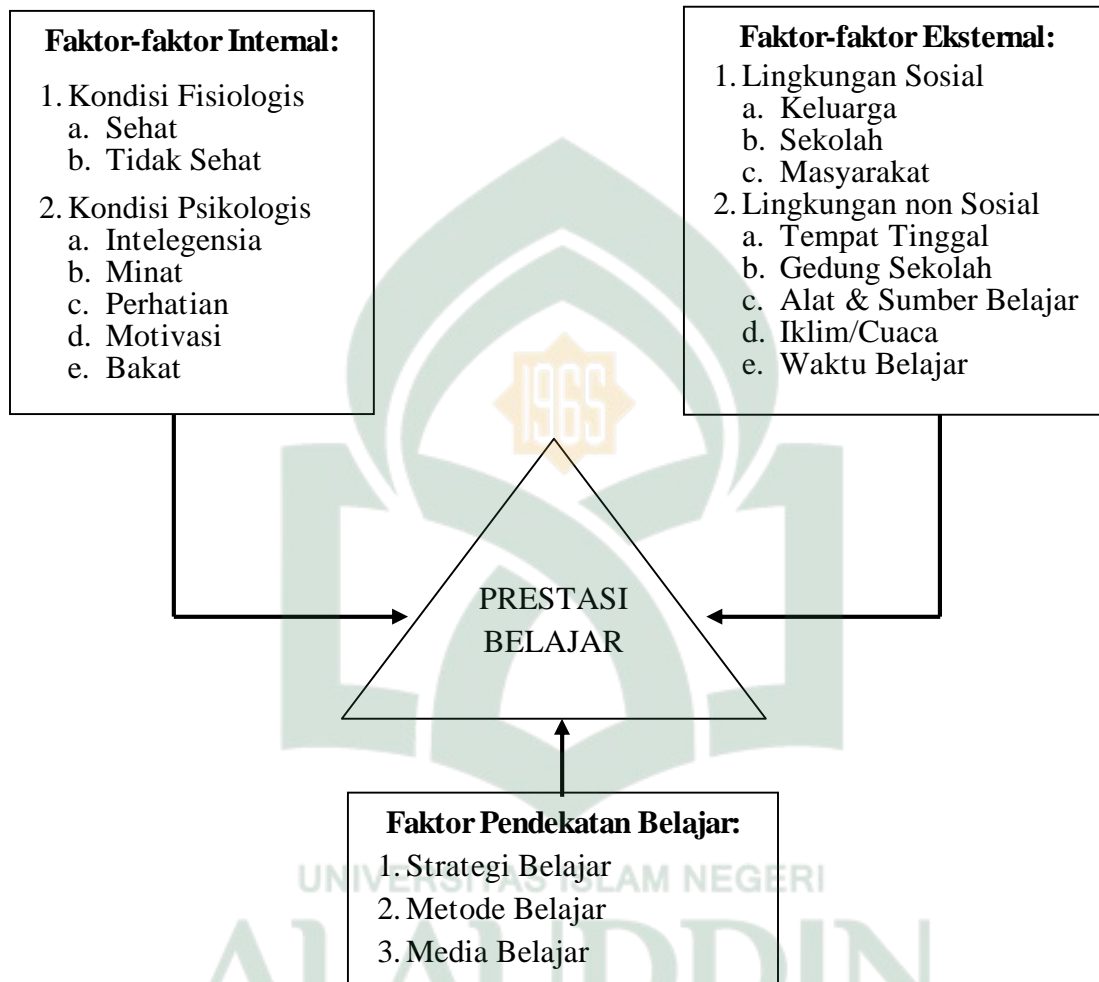 Faktor-faktor Internal:
1. Kondisi Fisiologis
a. Sehat
b. Tidak Sehat
2. Kondisi Psikologis
a. Intelegensia
b. Minat
c. Perhatian
d. Motivasi
e. Bakat
Faktor-faktor Eksternal:
1. Lingkungan Sosial
a. Keluarga
b. Sekolah
c. Masyarakat
2. Lingkungan non Sosial
a. Tempat Tinggal
b. Gedung Sekolah
c. Alat & Sumber Belajar
d. Iklim/Cuaca
e. Waktu Belajar
1965
PRESTASI
BELAJAR
Faktor Pendekatan Belajar:
1. Strategi Belajar
2. Metode Belajar
3. Media Belajar
UNIVERSITAS ISLAM NEGERI
ALAUDDIN